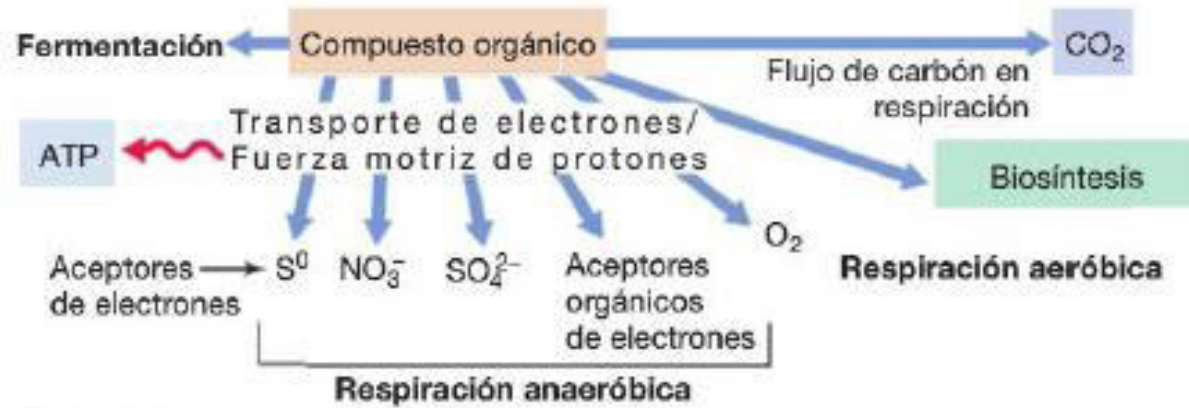 Fermentación
Compuesto orgánico
CO₂
Flujo de carbón en
respiración
Transporte de electrones/
Fuerza motriz de protones
ATP
Biosíntesis
Aceptores
de electrones
S⁰
NO₃⁻
SO₄²⁻
Aceptores
orgánicos
de electrones
O₂
Respiración aeróbica
Respiración anaeróbica